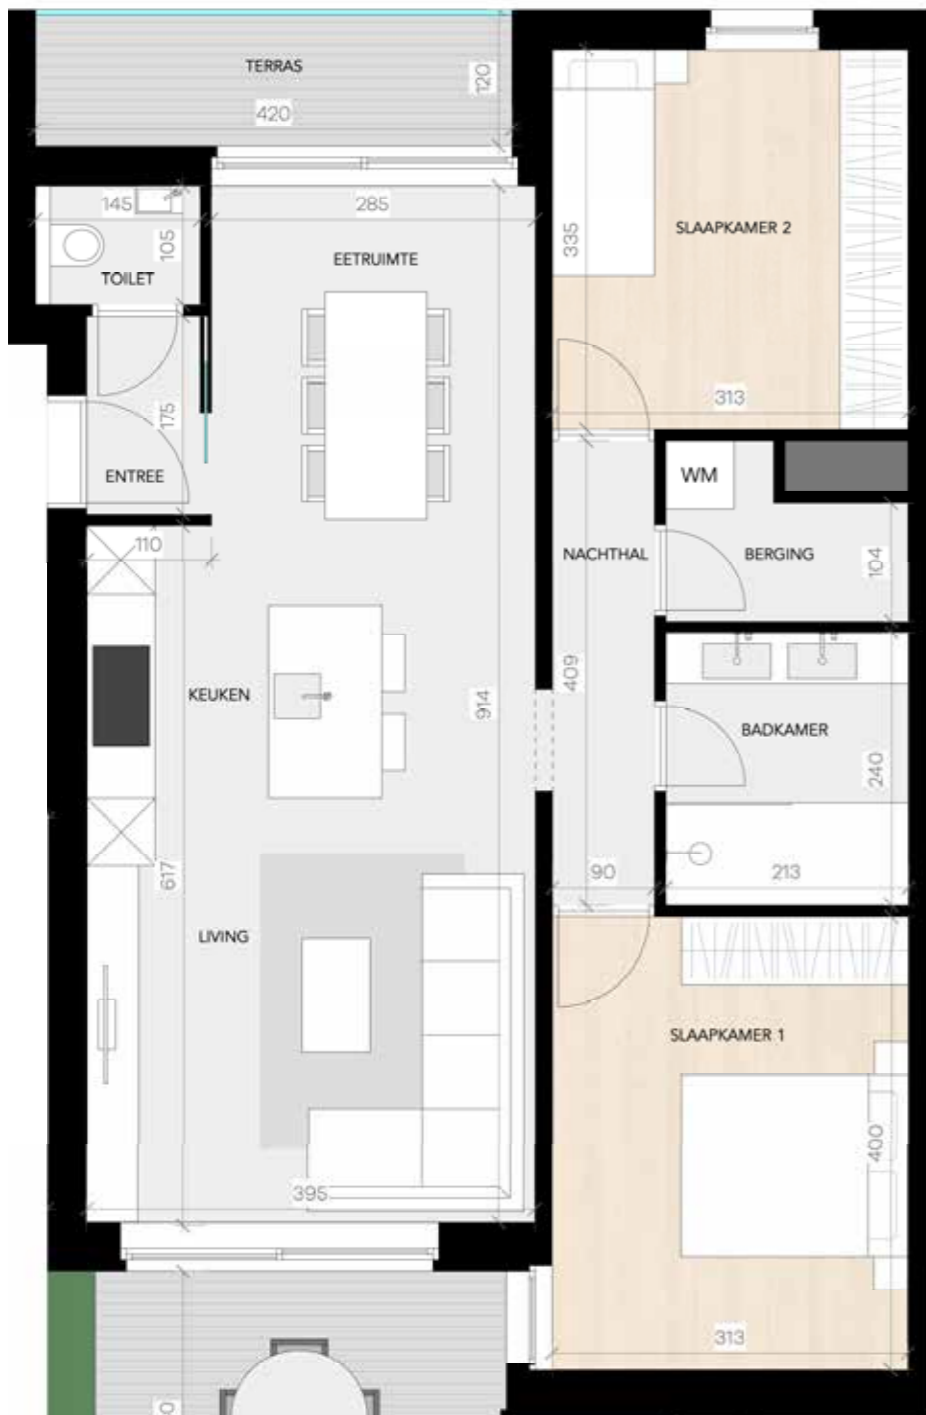 TERRAS
120
420
145
285
105
335
SLAAPKAMER 2
EETRUIMTE
TOILET
313
175
ENTREE
WM
110
NACHTHAL
BERGING
104
409
KEUKEN
914
BADKAMER
240
617
90
213
LIVING
SLAAPKAMER 1
400
395
313